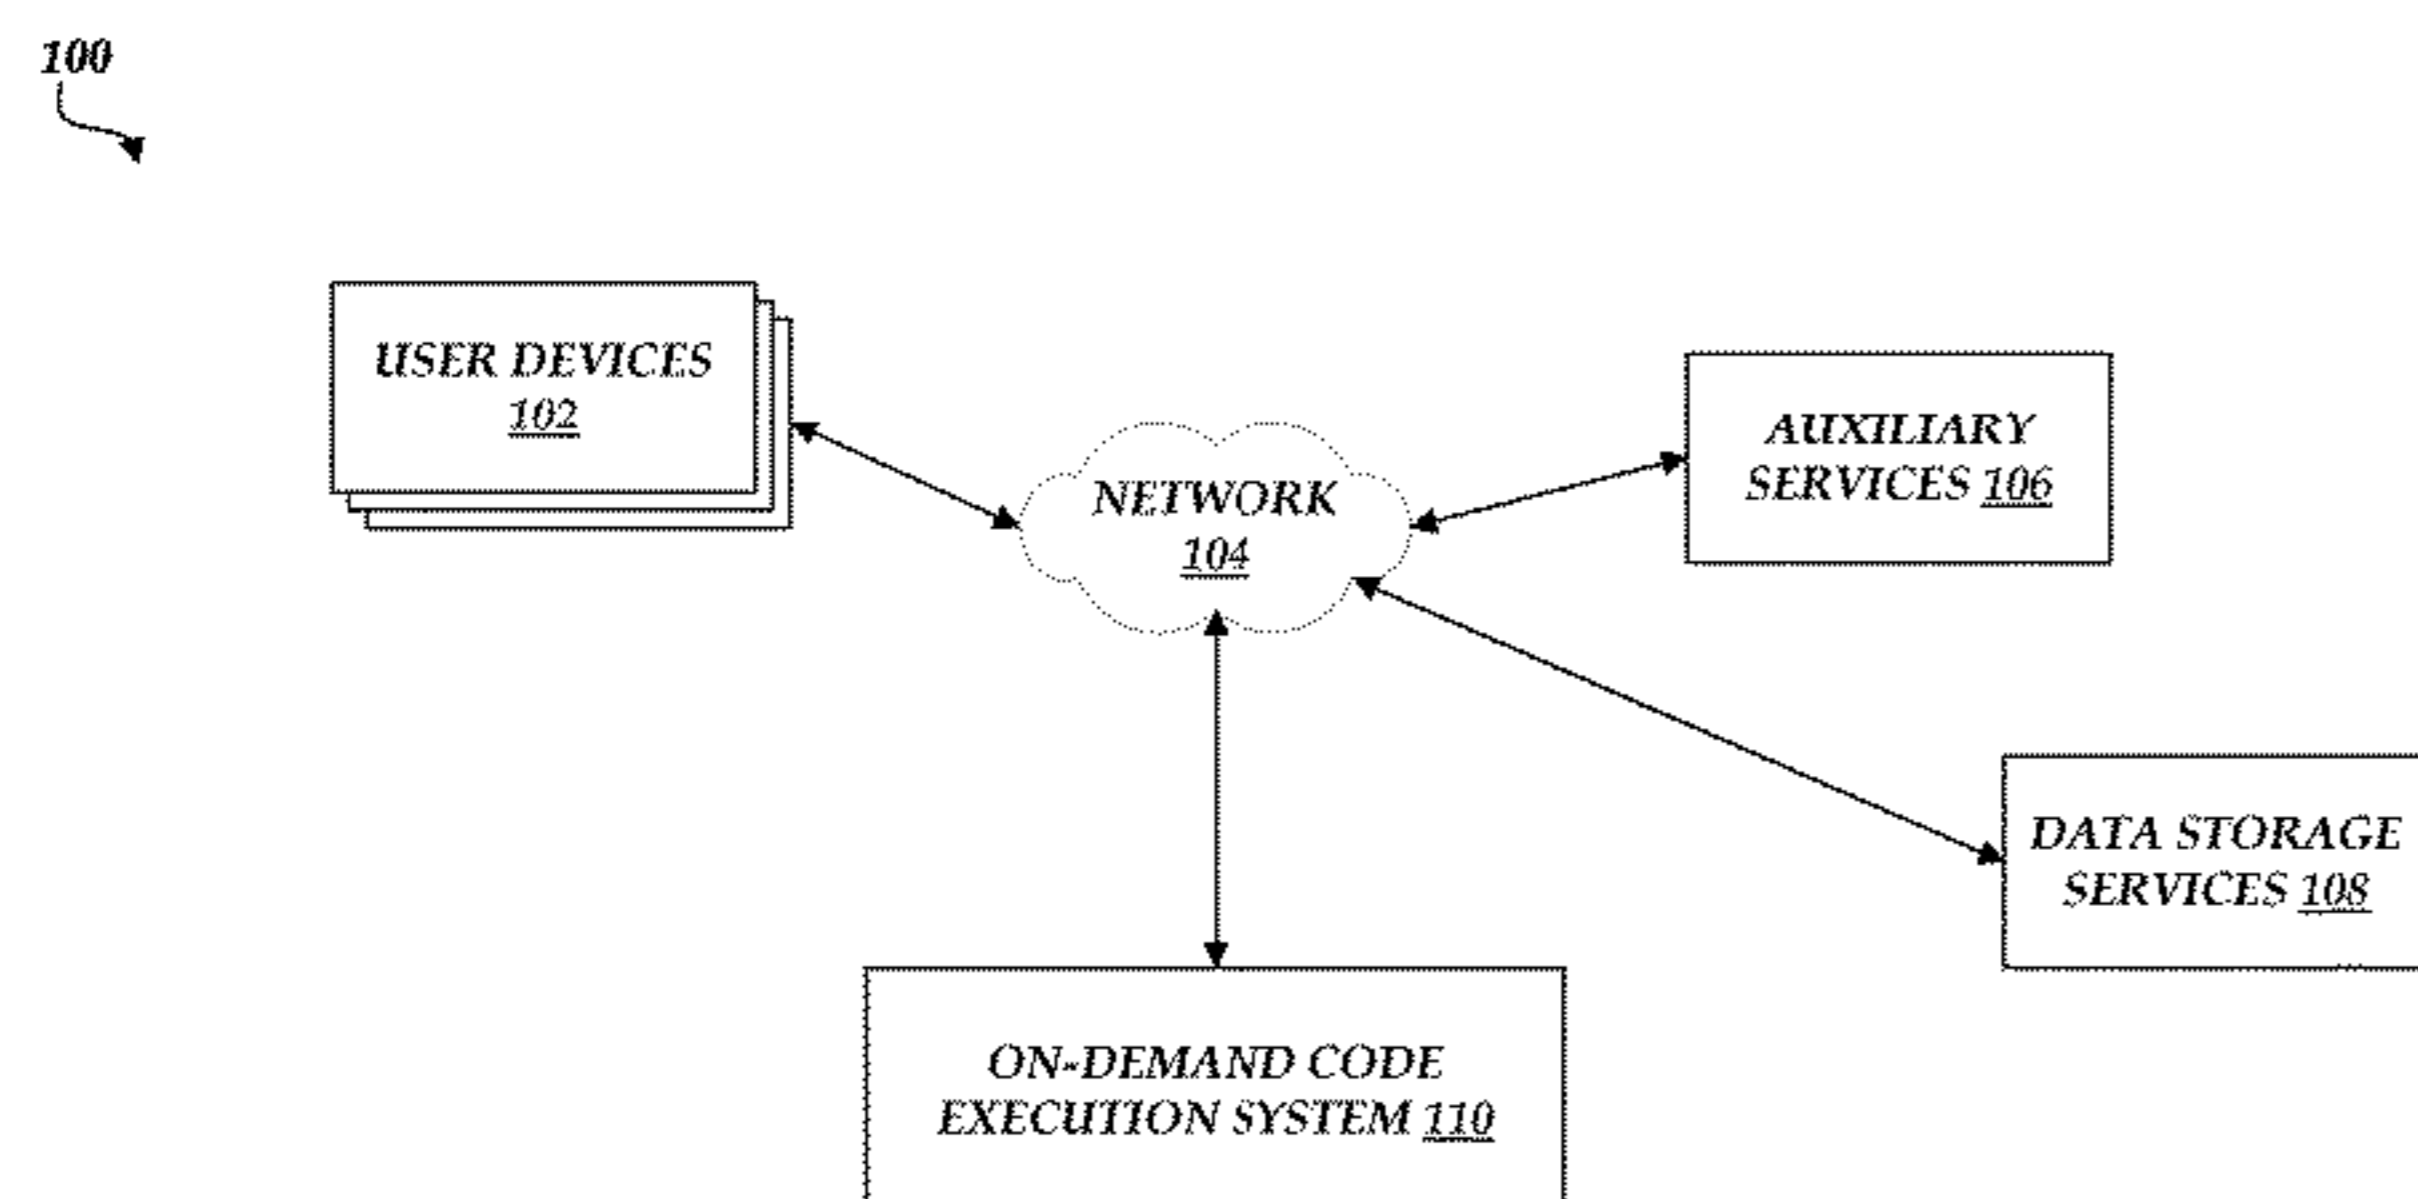 100
USER DEVICES
102
NETWORK
104
AUXILIARY
SERVICES 106
DATA STORAGE
SERVICES 108
ON-DEMAND CODE
EXECUTION SYSTEM 110